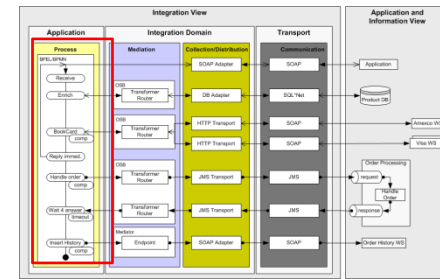 Integration View
Application and
Information View
Application
Integration Domain
Transport
Process
Mediation
Collection/Distribution
Communication
BPEL/BPMN
SOAP Adapter
SOAP
Application
Receive
OSB
Enrich
Transformer
Router
DB Adapter
SQL*Net
Product DB
OSB
HTTP Transport
SOAP
Amexco WS
BookCard
comp
Transformer
Router
HTTP Transport
SOAP
Visa WS
Reply immed.
OSB
Order Processing
Handle order
comp
Transformer
Router
JMS Transport
JMS
request
Handle
Order
Wait 4 answer
timeout
Transformer
Router
JMS Transport
JMS
response
Mediator
Insert History
comp
Endpoint
SOAP Adapter
SOAP
Order History WS